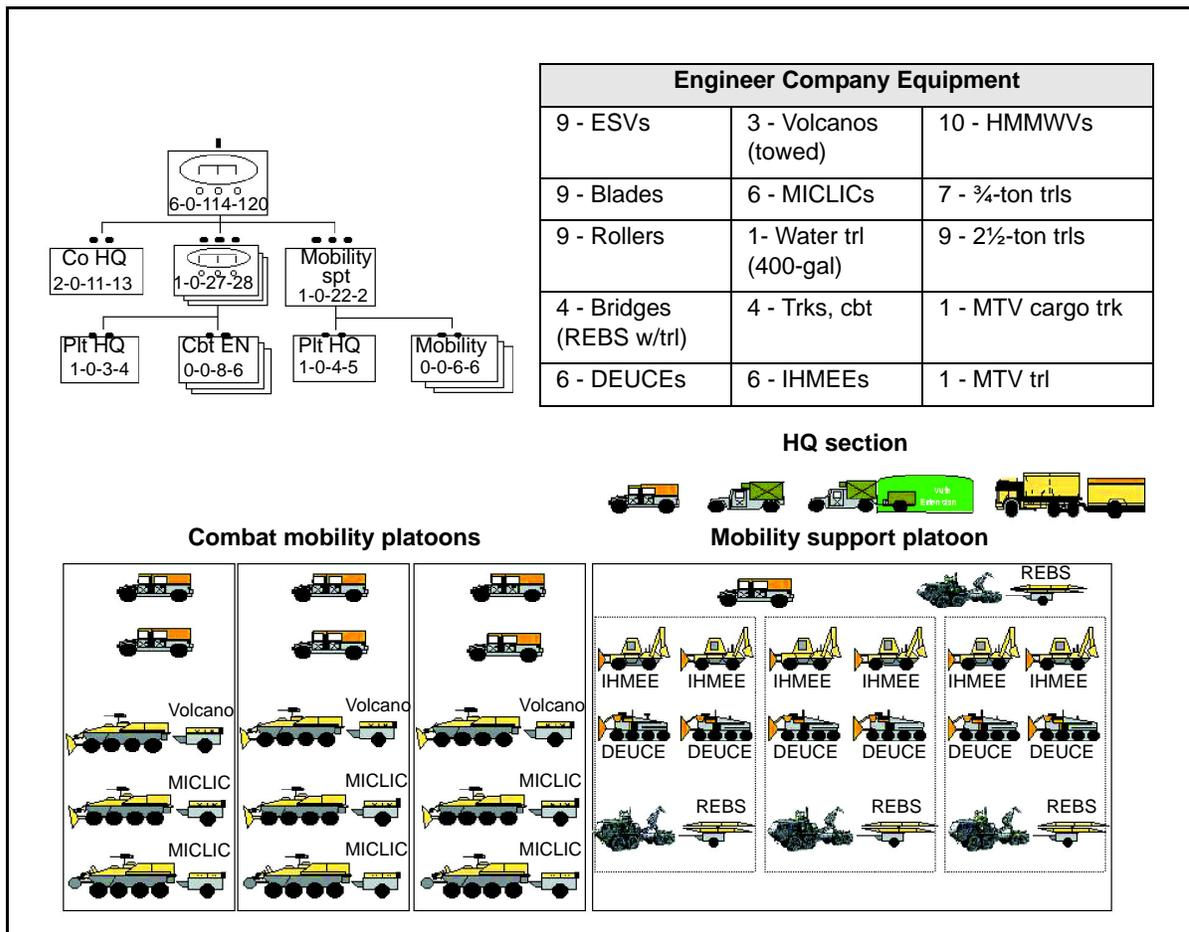 6-0-114-120
Co HQ
2-0-11-13
1-0-27-28
Mobility
spt
1-0-22-2
Plt HQ
1-0-3-4
Cbt EN
0-0-8-6
Plt HQ
1-0-4-5
Mobility
0-0-6-6
Engineer Company Equipment
9 - ESVs
3 - Volcanos
(towed)
10 - HMMWVs
9 - Blades
6 - MICLICs
7 - ¾-ton trls
9 - Rollers
1- Water trl
(400-gal)
9 - 2½-ton trls
4 - Bridges
(REBS w/trl)
4 - Trks, cbt
1 - MTV cargo trk
6 - DEUCEs
6 - IHMEEs
1 - MTV trl
HQ section
Extension
Combat mobility platoons
Volcano
Volcano
Volcano
MICLIC
MICLIC
MICLIC
MICLIC
MICLIC
MICLIC
Mobility support platoon
REBS
IHMEE IHMEE IHMEE IHMEE IHMEE IHMEE
DEUCE DEUCE DEUCE DEUCE DEUCE DEUCE
REBS REBS REBS